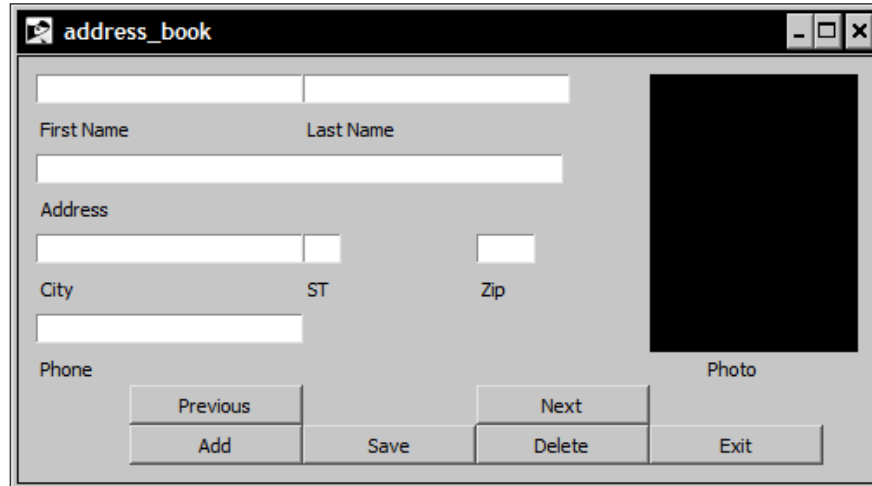 address_book
First Name Last Name
Address
City ST Zip
Phone Photo
Previous Next
Add Save Delete Exit